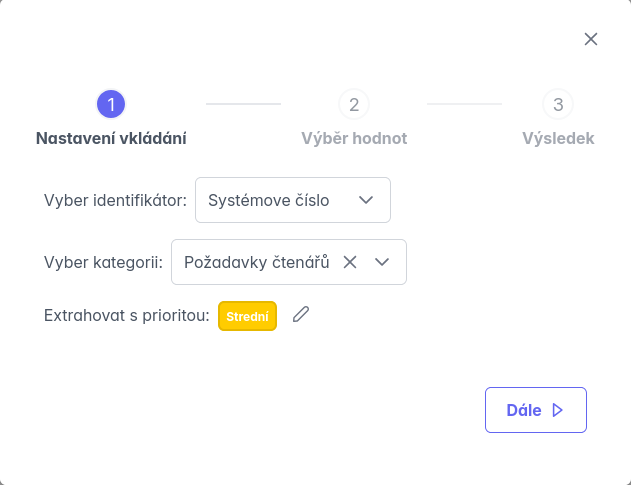 1 2 3
Nastavení vkládání Výběr hodnot Výsledek
Vyber identifikátor: Systémove číslo
Vyber kategorii: Požadavky čtenářů
Extrahovat s prioritou: Strední
Dále